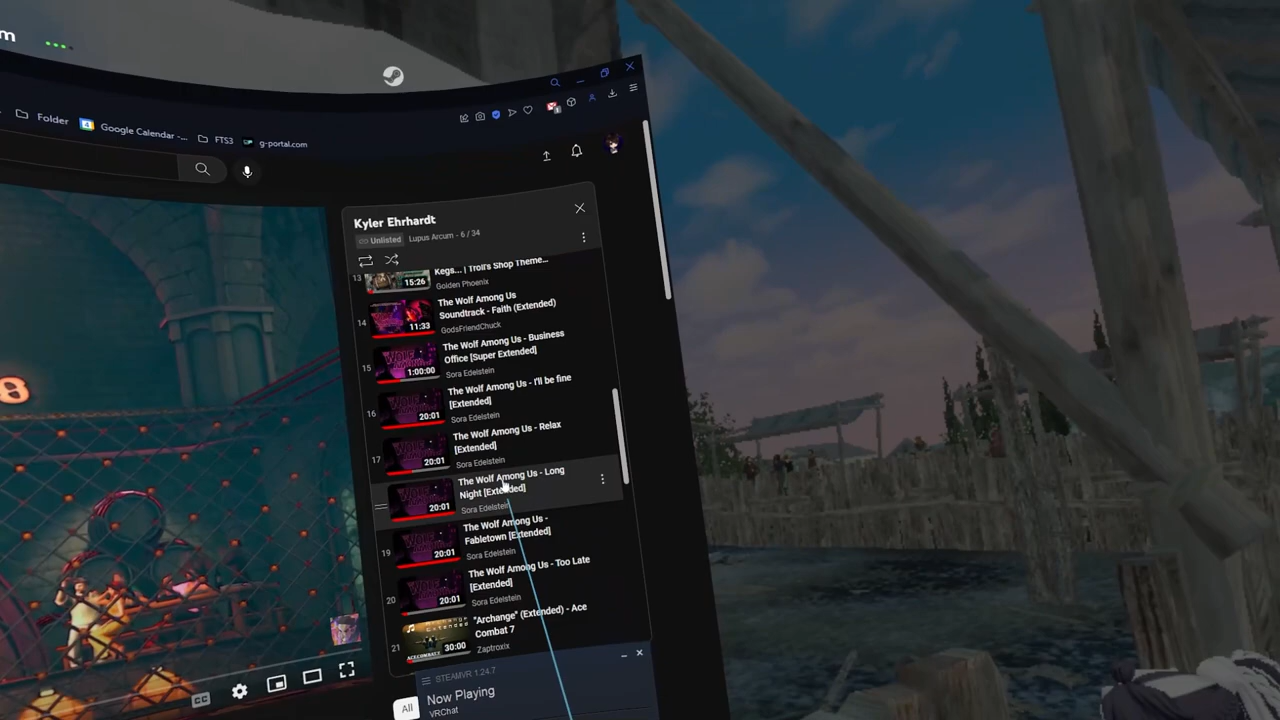 m
Folder
Google Calendar -...
FTS3
g-portal.com
Kyler Ehrhardt
Unlisted
Lupus Arcum - 6 / 34
13
15:26
Kegs... | Troll's Shop Theme...
Golden Phoenix
14
11:33
The Wolf Among Us
Soundtrack - Faith (Extended)
GodsFriendChuck
15
1:00:00
The Wolf Among Us - Business
Office [Super Extended]
Sora Edelstein
16
20:01
The Wolf Among Us - I'll be fine
[Extended]
Sora Edelstein
17
20:01
The Wolf Among Us - Relax
[Extended]
Sora Edelstein
20:01
The Wolf Among Us - Long
Night [Extended]
Sora Edelstein
19
20:01
The Wolf Among Us -
Fabletown [Extended]
Sora Edelstein
20
20:01
The Wolf Among Us - Too Late
[Extended]
Sora Edelstein
21
30:00
"Archange" (Extended) - Ace
Combat 7
Zaptroxix
CC
All
STEAMVR 1.24.7
Now Playing
VRChat